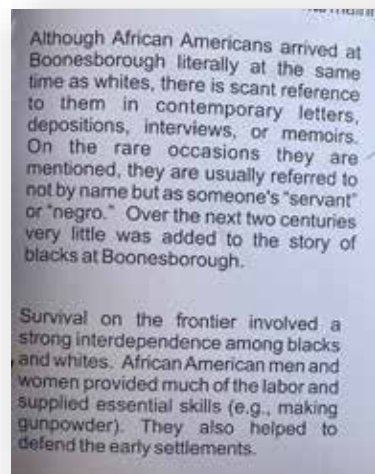 Although African Americans arrived at
Boonesborough literally at the same
time as whites, there is scant reference
to them in contemporary letters,
depositions, interviews, or memoirs.
On the rare occasions they are
mentioned, they are usually referred to
not by name but as someone's "servant"
or "negro." Over the next two centuries
very little was added to the story of
blacks at Boonesborough.
Survival on the frontier involved a
strong interdependence among blacks
and whites. African American men and
women provided much of the labor and
supplied essential skills (e.g., making
gunpowder). They also helped to
defend the early settlements.